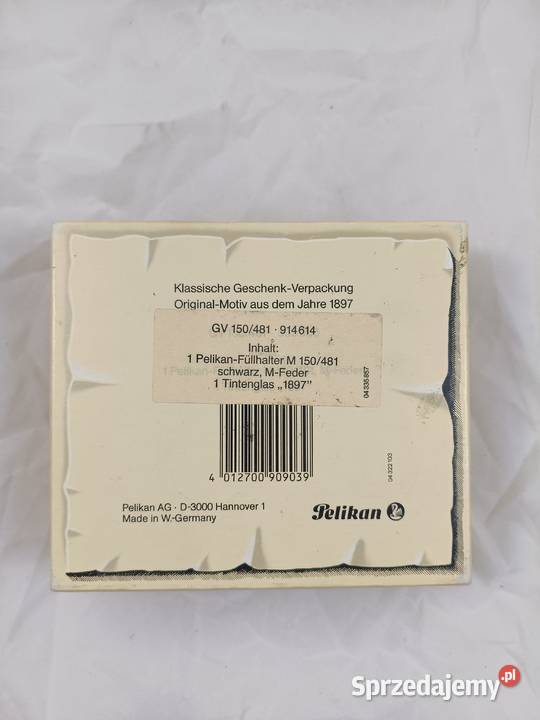 Klassische Geschenk-Verpackung
Original-Motiv aus dem Jahre 1897
GV 150/481 · 914614
Inhalt:
1 Pelikan-Füllhalter M 150/481
schwarz, M-Feder
1 Tintenglas „1897”
04 335 857
04 322 103
4 012700 909039
Pelikan AG · D-3000 Hannover 1
Made in W.-Germany
Pelikan
Sprzedajemy.pl